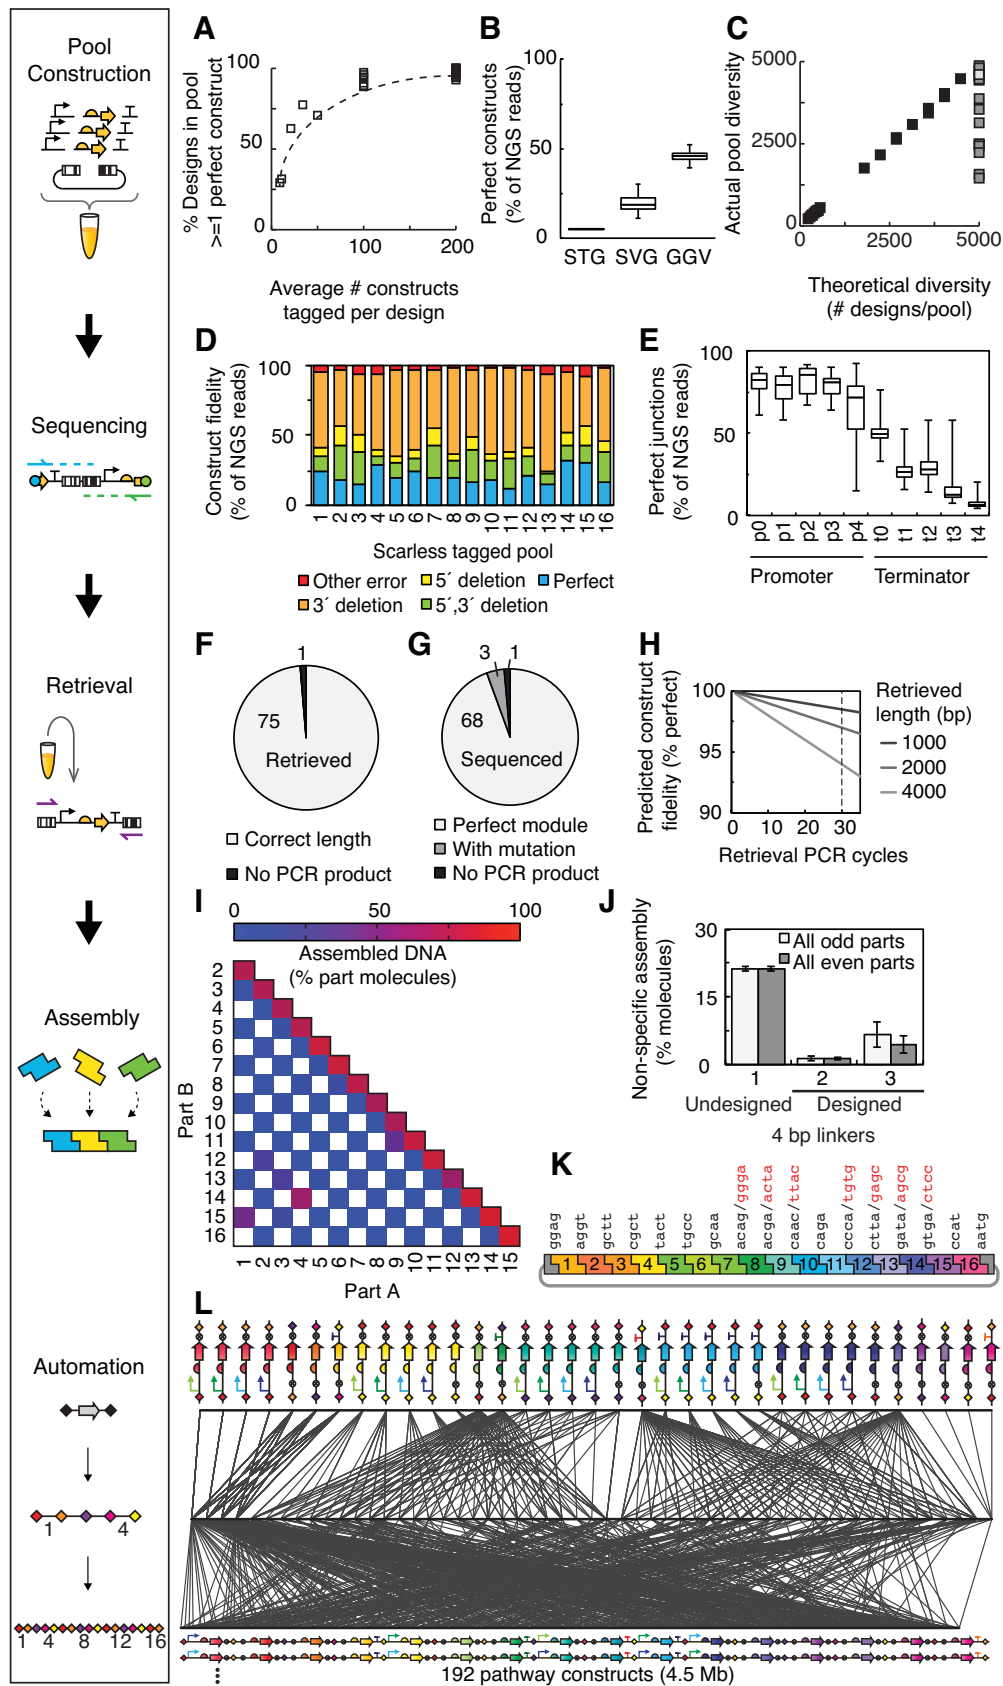 Pool
Construction
Sequencing
Retrieval
Assembly
Automation
1 4
1 4 8 12 16
A
% Designs in pool
>=1 perfect construct
100
50
0
0 100 200
Average # constructs
tagged per design
B
Perfect constructs
(% of NGS reads)
100
50
0
STG SVG GGV
C
Actual pool diversity
5000
2500
0
0 2500 5000
Theoretical diversity
(# designs/pool)
D
Construct fidelity
(% of NGS reads)
100
50
0
1 2 3 4 5 6 7 8 9 10 11 12 13 14 15 16
Scarless tagged pool
Other error 5´ deletion Perfect
3´ deletion 5´,3´ deletion
E
Perfect junctions
(% of NGS reads)
100
50
0
p0 p1 p2 p3 p4 t0 t1 t2 t3 t4
Promoter Terminator
F
1
75
Retrieved
Correct length
No PCR product
G
3 1
68
Sequenced
Perfect module
With mutation
No PCR product
H
Predicted construct
fidelity (% perfect)
100
95
90
0 10 20 30
Retrieval PCR cycles
Retrieved
length (bp)
1000
2000
4000
I
0 50 100
Assembled DNA
(% part molecules)
Part B
2
3
4
5
6
7
8
9
10
11
12
13
14
15
16
1 2 3 4 5 6 7 8 9 10 11 12 13 14 15
Part A
J
Non-specific assembly
(% molecules)
30
15
0
All odd parts
All even parts
1 2 3
Undesigned Designed
4 bp linkers
K
ggag aggt gctt cgct tact tgcc gcaa acag/ggga acga/acta cacac/ttac caga ccca/tgtg ctta/gagc gata/agcg gtga/ctcc ccat aatg
1 2 3 4 5 6 7 8 9 10 11 12 13 14 15 16
L
192 pathway constructs (4.5 Mb)